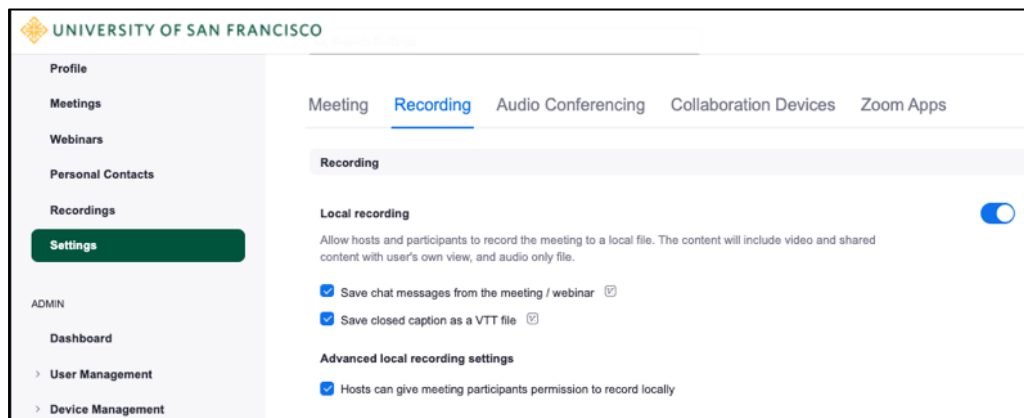 UNIVERSITY OF SAN FRANCISCO
Profile
Meetings
Webinars
Personal Contacts
Recordings
Settings
ADMIN
Dashboard
User Management
Device Management
Meeting Recording Audio Conferencing Collaboration Devices Zoom Apps
Recording
Local recording
Allow hosts and participants to record the meeting to a local file. The content will include video and shared
content with user's own view, and audio only file.
Save chat messages from the meeting / webinar
Save closed caption as a VTT file
Advanced local recording settings
Hosts can give meeting participants permission to record locally